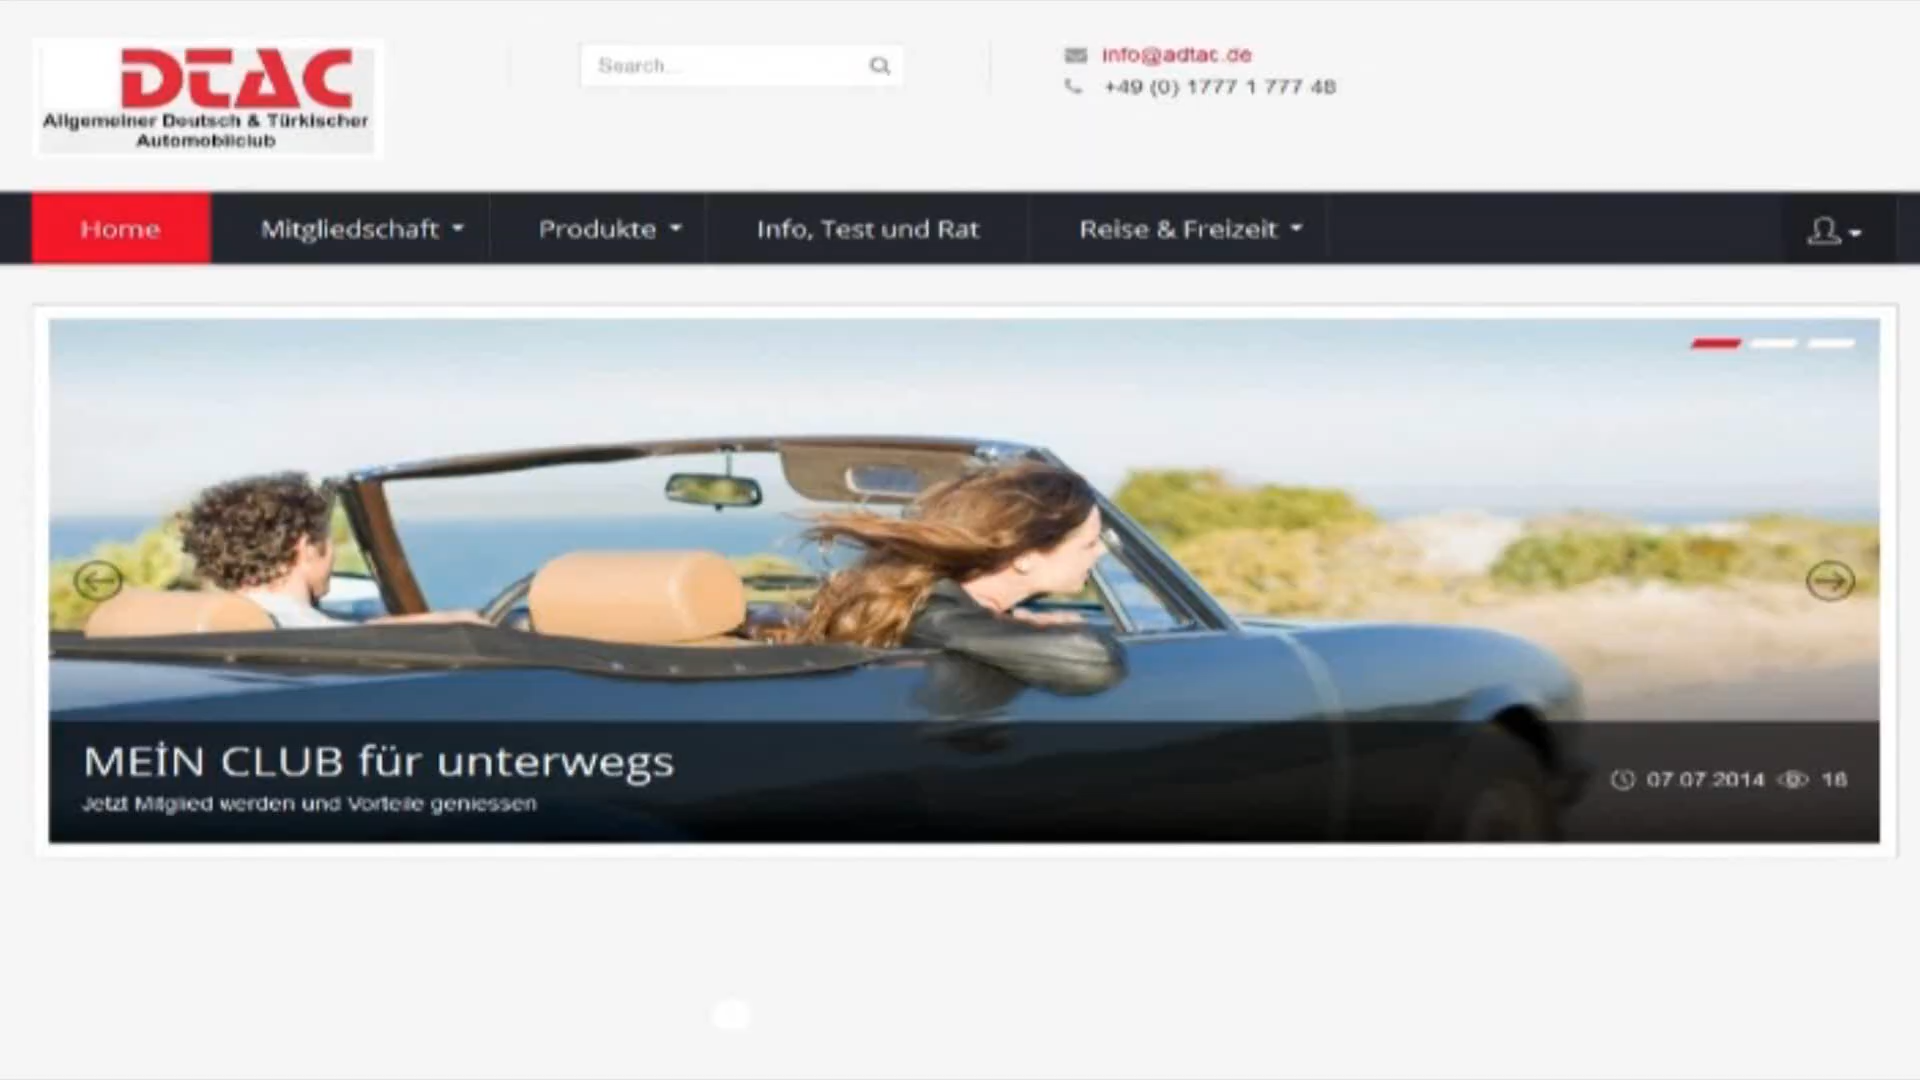 DTAC
Allgemeiner Deutsch & Türkischer
Automobilclub
Search...
info@adtac.de
+49 (0) 1777 1 777 48
Home
Mitgliedschaft
Produkte
Info, Test und Rat
Reise & Freizeit
MEİN CLUB für unterwegs
Jetzt Mitglied werden und Vorteile geniessen
07.07.2014
16